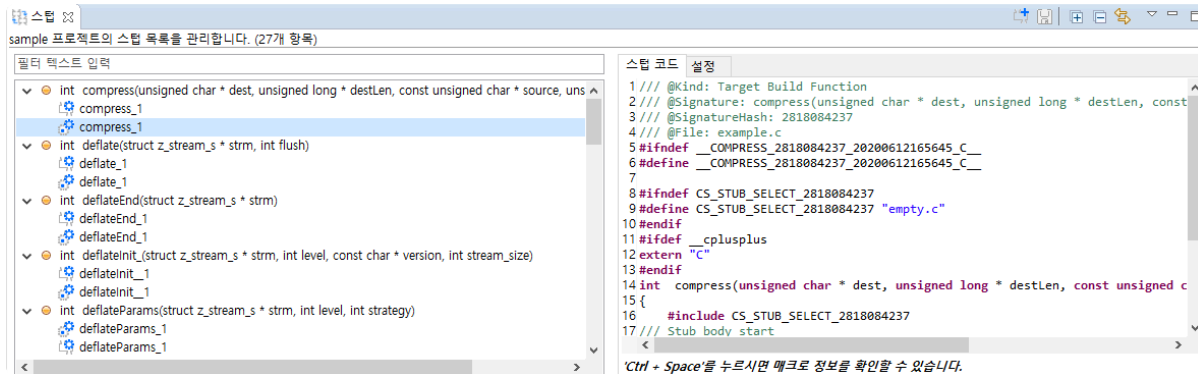 스텁
sample 프로젝트의 스텁 목록을 관리합니다. (27개 항목)
필터 텍스트 입력
int compress(unsigned char * dest, unsigned long * destLen, const unsigned char * source, uns
compress_1
compress_1
int deflate(struct z_stream_s * strm, int flush)
deflate_1
deflate_1
int deflateEnd(struct z_stream_s * strm)
deflateEnd_1
deflateEnd_1
int deflateInit_(struct z_stream_s * strm, int level, const char * version, int stream_size)
deflateInit__1
deflateInit__1
int deflateParams(struct z_stream_s * strm, int level, int strategy)
deflateParams_1
deflateParams_1
스텁 코드 설정
1 /// @Kind: Target Build Function
2 /// @Signature: compress(unsigned char * dest, unsigned long * destLen, const
3 /// @SignatureHash: 2818084237
4 /// @File: example.c
5 #ifndef __COMPRESS_2818084237_20200612165645_C__
6 #define __COMPRESS_2818084237_20200612165645_C__
7
8 #ifndef CS_STUB_SELECT_2818084237
9 #define CS_STUB_SELECT_2818084237 "empty.c"
10 #endif
11 #ifdef __cplusplus
12 extern "C"
13 #endif
14 int compress(unsigned char * dest, unsigned long * destLen, const unsigned c
15 {
16 #include CS_STUB_SELECT_2818084237
17 /// Stub body start
'Ctrl + Space'를 누르시면 매크로 정보를 확인할 수 있습니다.